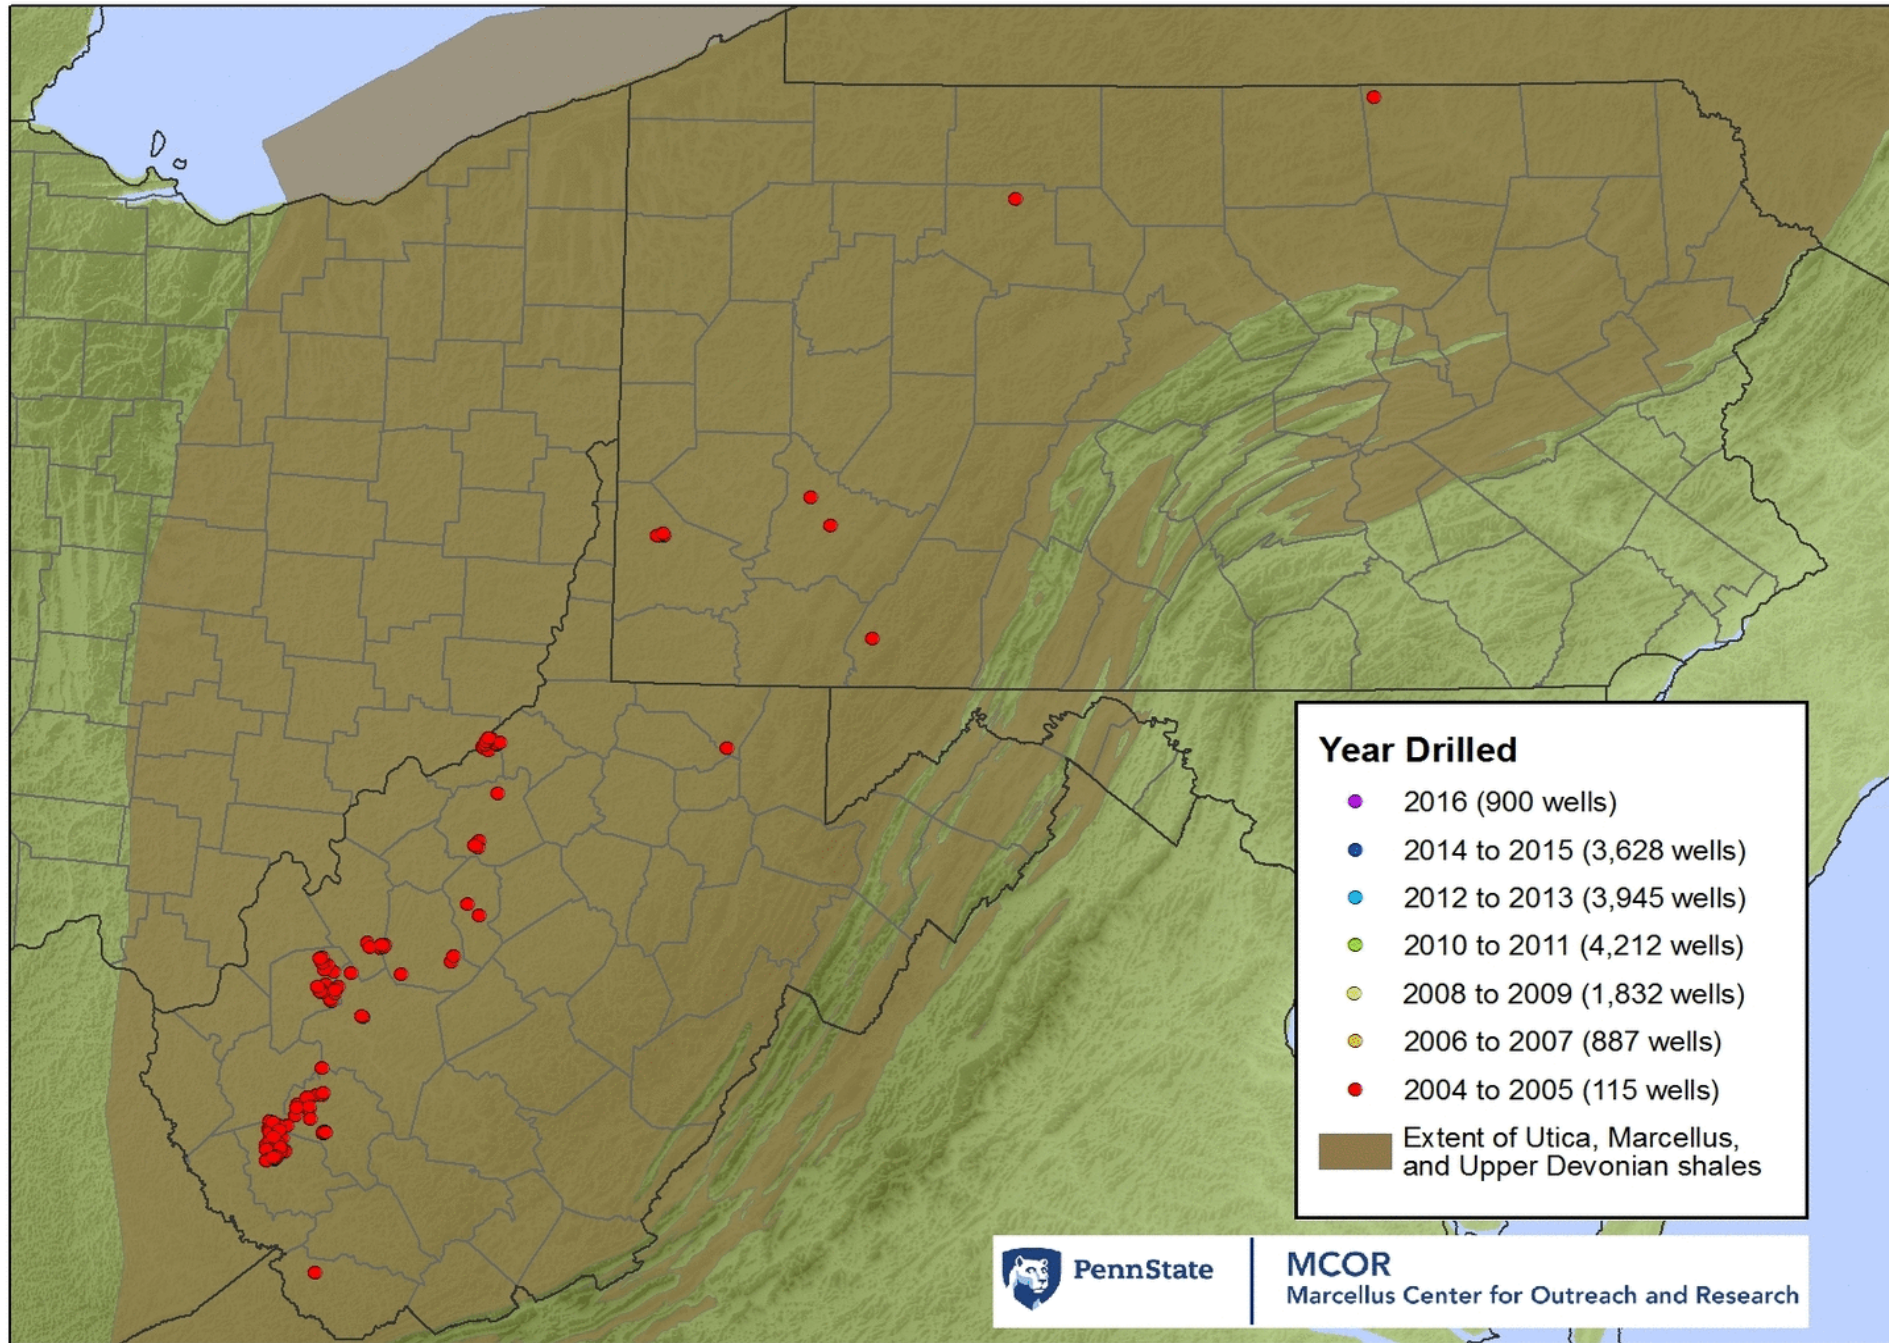 Year Drilled
2016 (900 wells)
2014 to 2015 (3,628 wells)
2012 to 2013 (3,945 wells)
2010 to 2011 (4,212 wells)
2008 to 2009 (1,832 wells)
2006 to 2007 (887 wells)
2004 to 2005 (115 wells)
Extent of Utica, Marcellus,
and Upper Devonian shales
PennState
MCOR
Marcellus Center for Outreach and Research